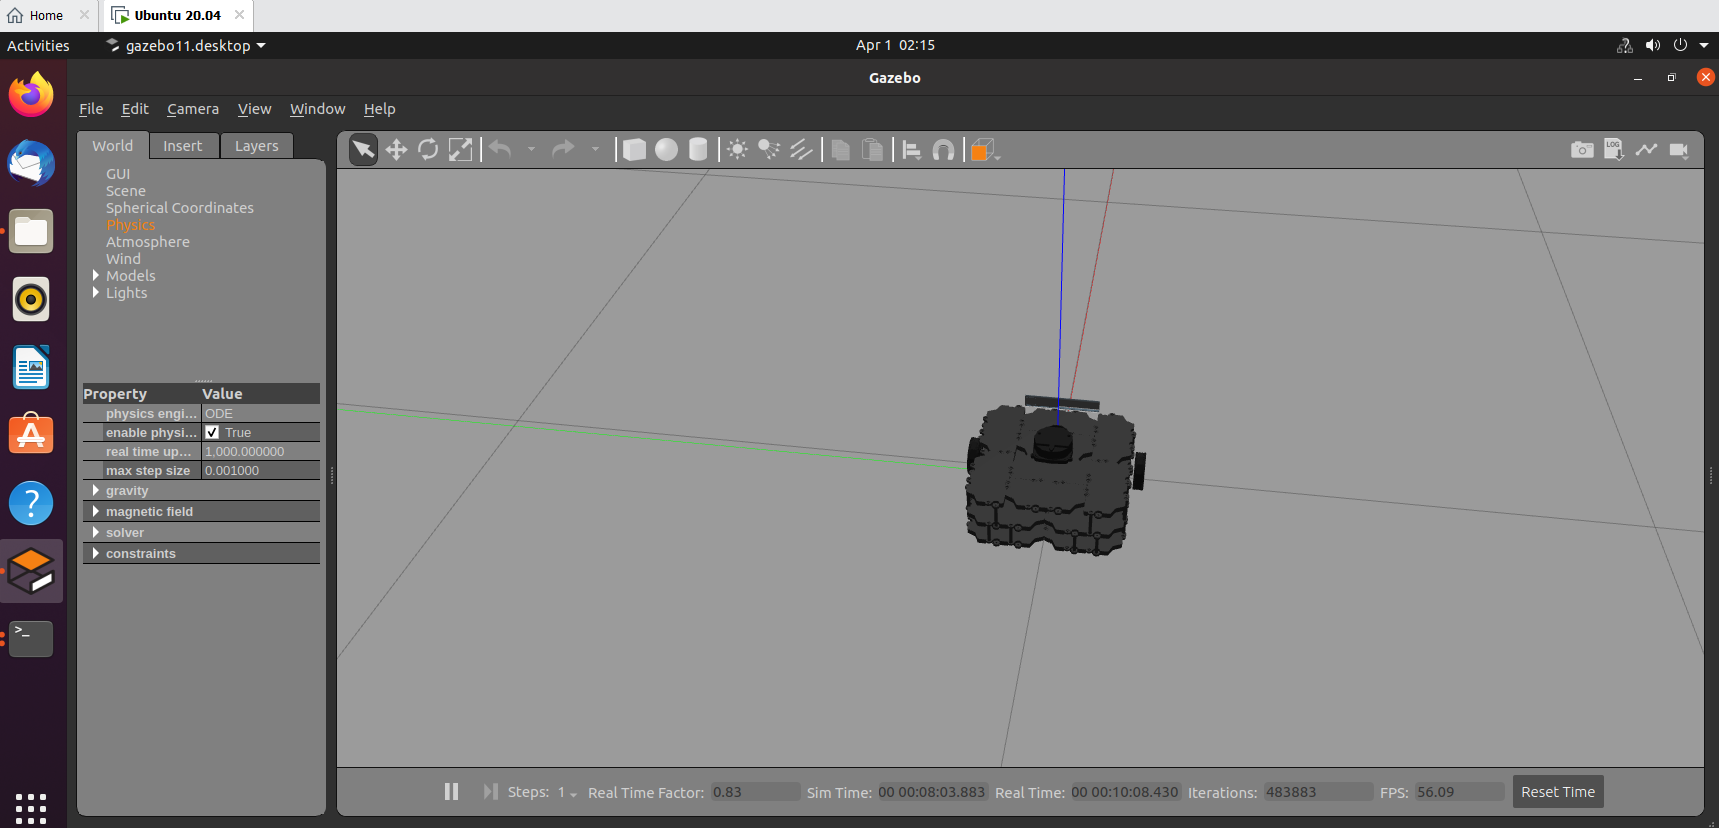 Home
Ubuntu 20.04
Activities
gazebo11.desktop
Apr 1 02:15
Gazebo
File Edit Camera View Window Help
World Insert Layers
GUI
Scene
Spherical Coordinates
Physics
Atmosphere
Wind
Models
Lights
LOG
Property Value
physics engi... ODE
enable physi... True
real time up... 1,000.000000
max step size 0.001000
gravity
magnetic field
solver
constraints
>_
Steps: 1 Real Time Factor: 0.83 Sim Time: 00 00:08:03.883 Real Time: 00 00:10:08.430 Iterations: 483883 FPS: 56.09 Reset Time